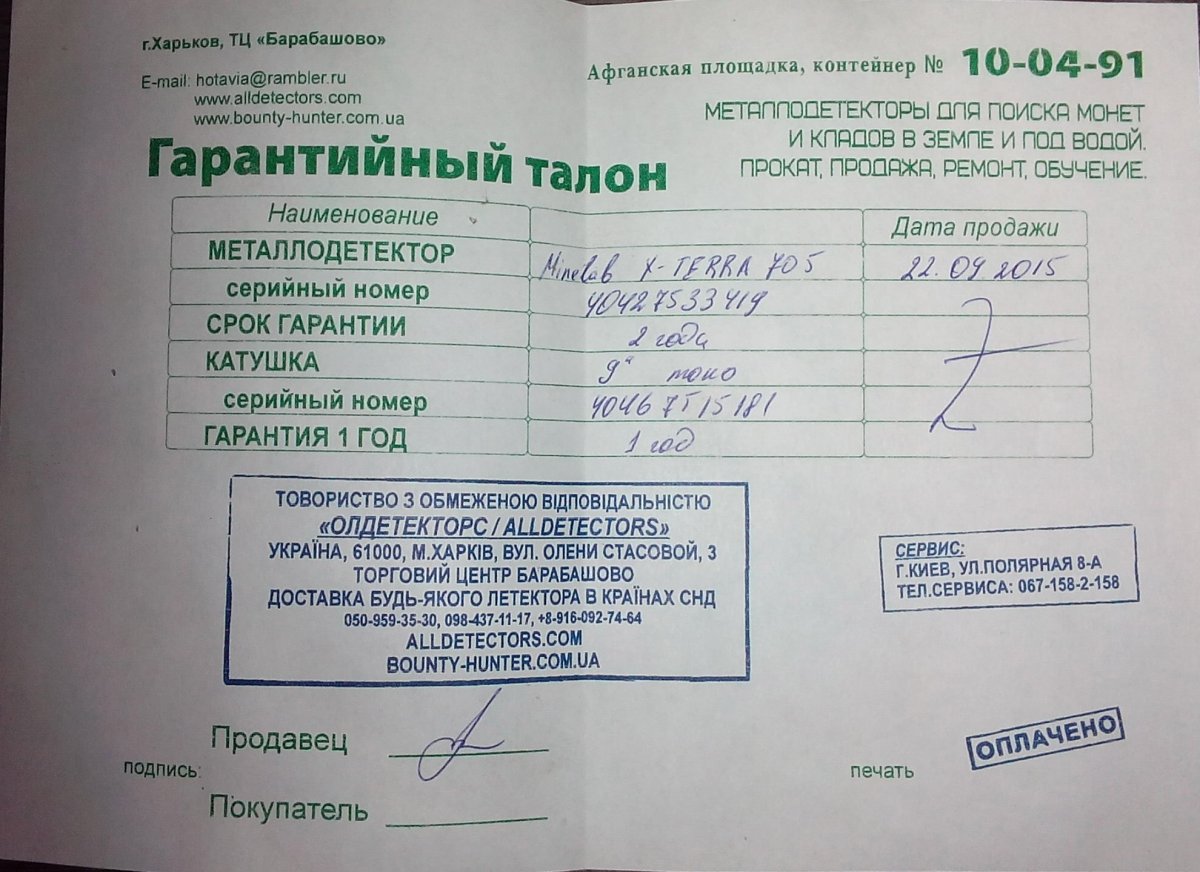 г.Харьков, ТЦ «Барабашово»
Афганская площадка, контейнер № 10-04-91
E-mail: hotavia@rambler.ru
www.alldetectors.com
www.bounty-hunter.com.ua
МЕТАЛЛОДЕТЕКТОРЫ ДЛЯ ПОИСКА МОНЕТ
И КЛАДОВ В ЗЕМЛЕ И ПОД ВОДОЙ.
ПРОКАТ, ПРОДАЖА, РЕМОНТ, ОБУЧЕНИЕ.
Гарантийный талон
Наименование Дата продажи
МЕТАЛЛОДЕТЕКТОР Minelab X-TERRA 705 22.04 2015
серийный номер 40427533419
СРОК ГАРАНТИИ 2 года
КАТУШКА 9" моно
серийный номер 40467515181
ГАРАНТИЯ 1 ГОД 1 год
ТОВОРИСТВО З ОБМЕЖЕНОЮ ВІДПОВІДАЛЬНІСТЮ
«ОЛДЕТЕКТОРС / ALLDETECTORS»
УКРАЇНА, 61000, М.ХАРКІВ, ВУЛ. ОЛЕНИ СТАСОВОЙ, 3
ТОРГОВИЙ ЦЕНТР БАРАБАШОВО
ДОСТАВКА БУДЬ-ЯКОГО ЛЕТЕКТОРА В КРАЇНАХ СНД
050-959-35-30, 098-437-11-17, +8-916-092-74-64
ALLDETECTORS.COM
BOUNTY-HUNTER.COM.UA
СЕРВИС:
Г.КИЕВ, УЛ.ПОЛЯРНАЯ 8-А
ТЕЛ.СЕРВИСА: 067-158-2-158
Продавец
подпись:
Покупатель
печать
ОПЛАЧЕНО